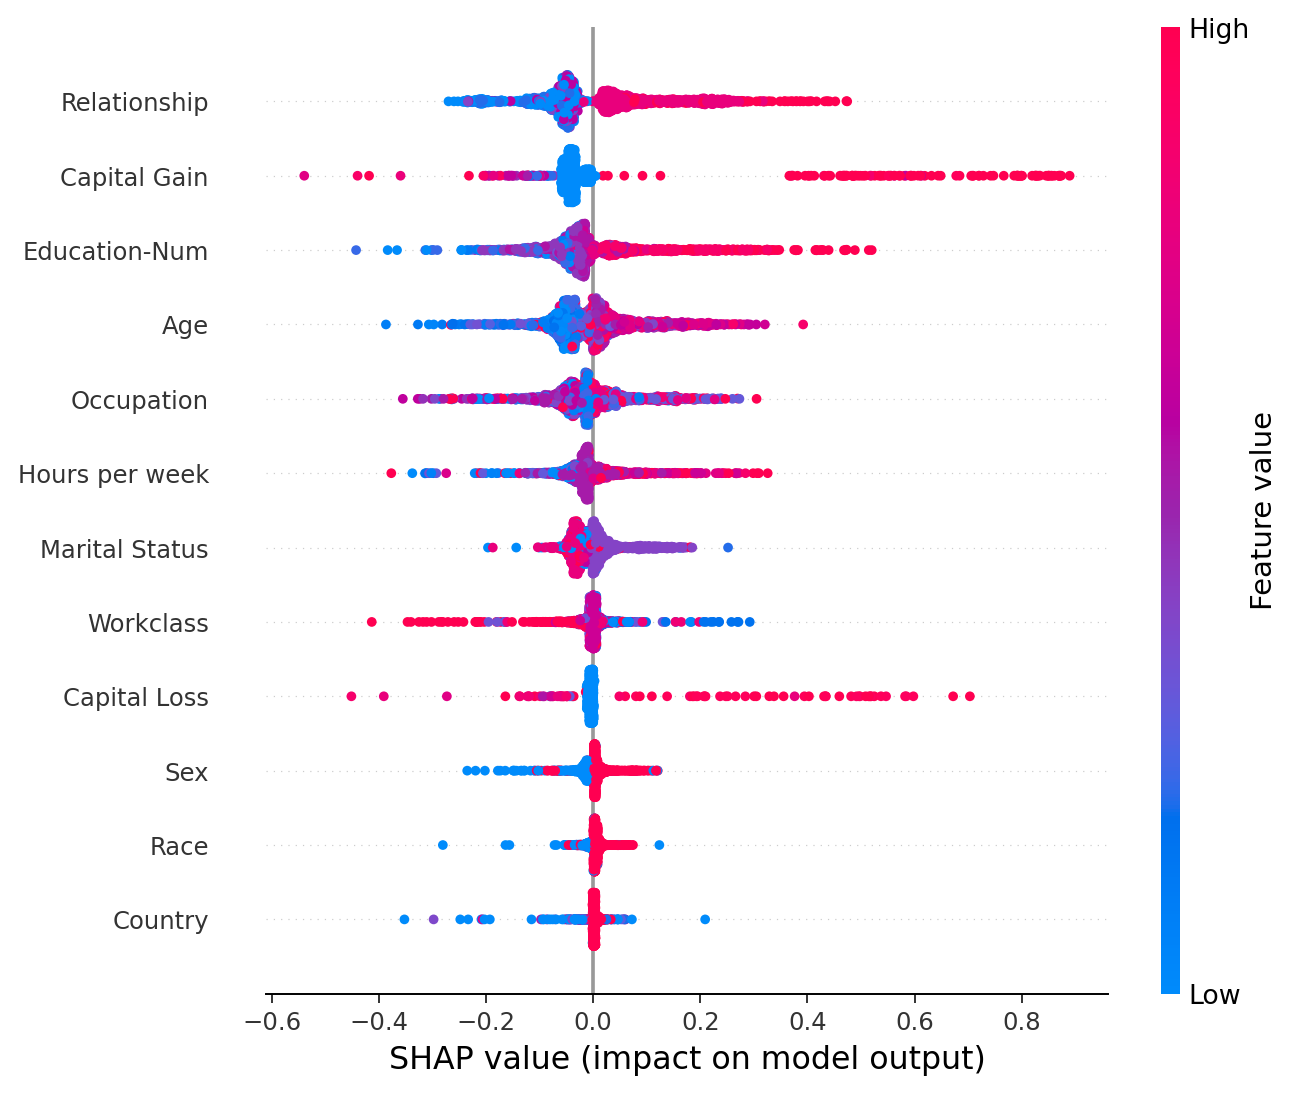 High
Relationship
Capital Gain
Education-Num
Age
Occupation
Hours per week
Marital Status
Workclass
Capital Loss
Sex
Race
Country
Feature value
Low
−0.6 −0.4 −0.2 0.0 0.2 0.4 0.6 0.8
SHAP value (impact on model output)